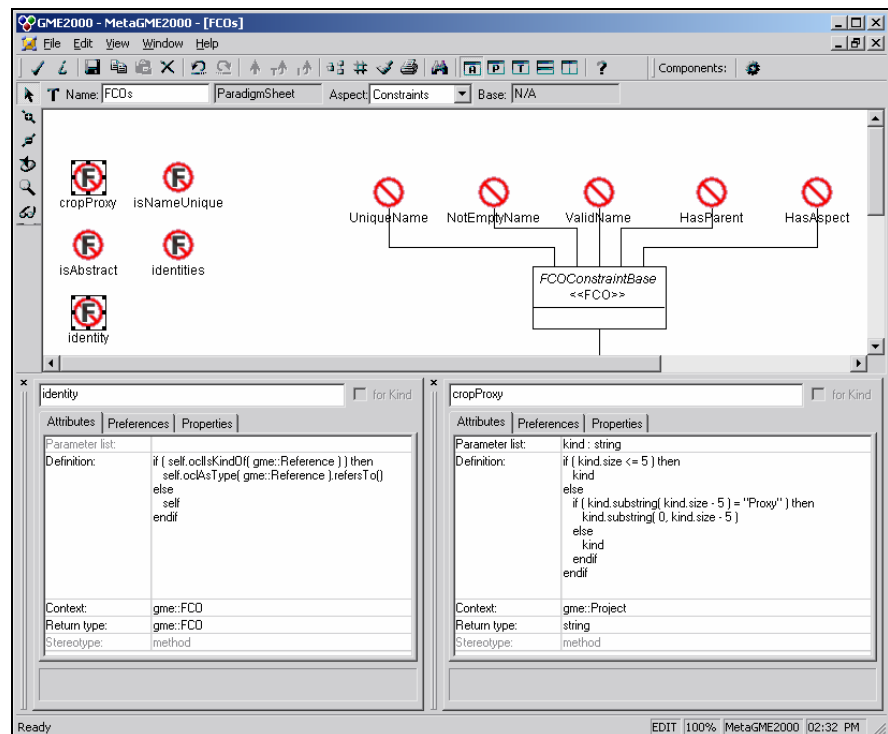 GME2000 - MetaGME2000 - [FCOs]
File Edit View Window Help
Components:
Name: FCOs ParadigmSheet Aspect: Constraints Base: N/A
cropProxy isNameUnique
UniqueName NotEmptyName ValidName HasParent HasAspect
isAbstract identities
FCOConstraintBase
<<FCO>>
identity
identity for Kind
Attributes Preferences Properties
Parameter list:
Definition: if ( self.oclIsKindOf( gme::Reference ) ) then
self.oclAsType( gme::Reference ).refersTo()
else
self
endif
Context: gme::FCO
Return type: gme::FCO
Stereotype: method
cropProxy for Kind
Attributes Preferences Properties
Parameter list: kind : string
Definition: if ( kind.size <= 5 ) then
kind
else
if ( kind.substring( kind.size - 5 ) = "Proxy" ) then
kind.substring( 0, kind.size - 5 )
else
kind
endif
endif
Context: gme::Project
Return type: string
Stereotype: method
Ready EDIT 100% MetaGME2000 02:32 PM